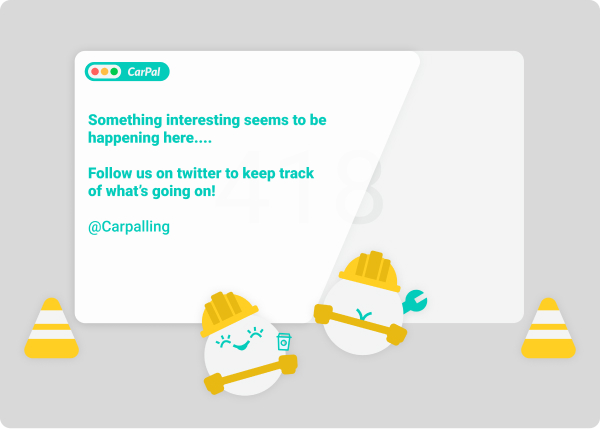 CarPal
Something interesting seems to be
happening here....
Follow us on twitter to keep track
of what's going on!
418
@Carpalling